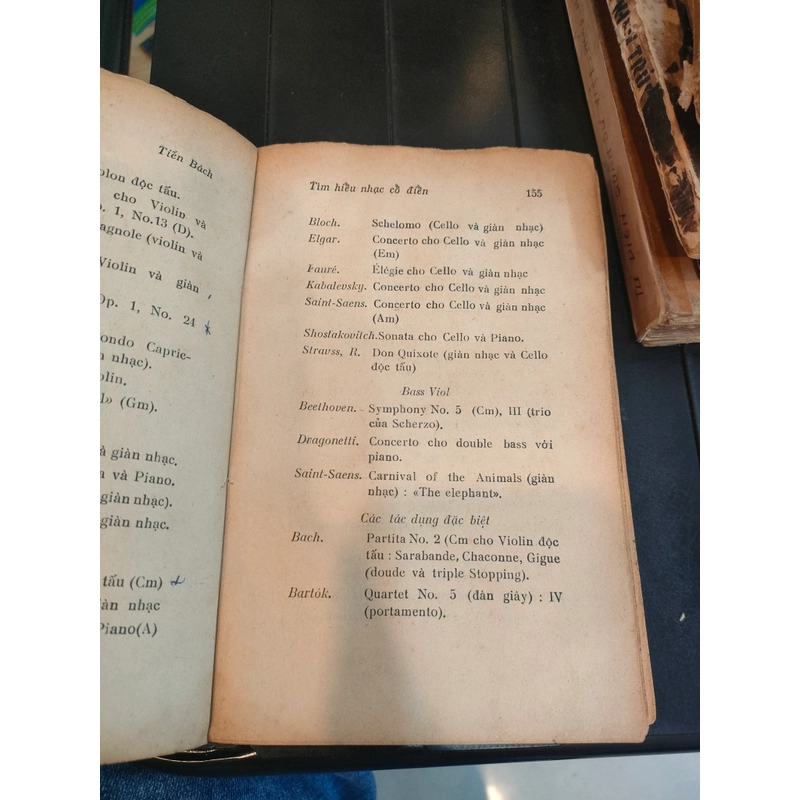 Tiến Bách
olon độc tấu.
cho Violin và
p. 1, No.13 (D).
agnole (violin và
Violin và giàn
Op. 1, No. 24
ondo Capric-
n nhạc).
olin.
l» (Gm).
à giàn nhạc.
a và Piano.
giàn nhạc).
giàn nhạc.
tấu (Cm)
àn nhạc
Piano(A)
Tìm hiểu nhạc cổ điển 155
Bloch. Schelomo (Cello và giàn nhạc)
Elgar. Concerto cho Cello và giàn nhạc
(Em)
Fauré. Élégie cho Cello và giàn nhạc
Kabalevsky. Concerto cho Cello và giàn nhạc
Saint-Saens. Concerto cho Cello và giàn nhạc
(Am)
Shostakovitch. Sonata cho Cello và Piano.
Strauss, R. Don Quixote (giàn nhạc và Cello
độc tấu)
Bass Viol
Beethoven. Symphony No. 5 (Cm), III (trio
của Scherzo).
Dragonetti. Concerto cho double bass với
piano.
Saint-Saens. Carnival of the Animals (giàn
nhạc) : «The elephant».
Các tác dụng đặc biệt
Bach. Partita No. 2 (Cm cho Violin độc
tấu : Sarabande, Chaconne, Gigue
(doude và triple Stopping).
Bartók. Quartet No. 5 (đàn giày) : IV
(portamento).